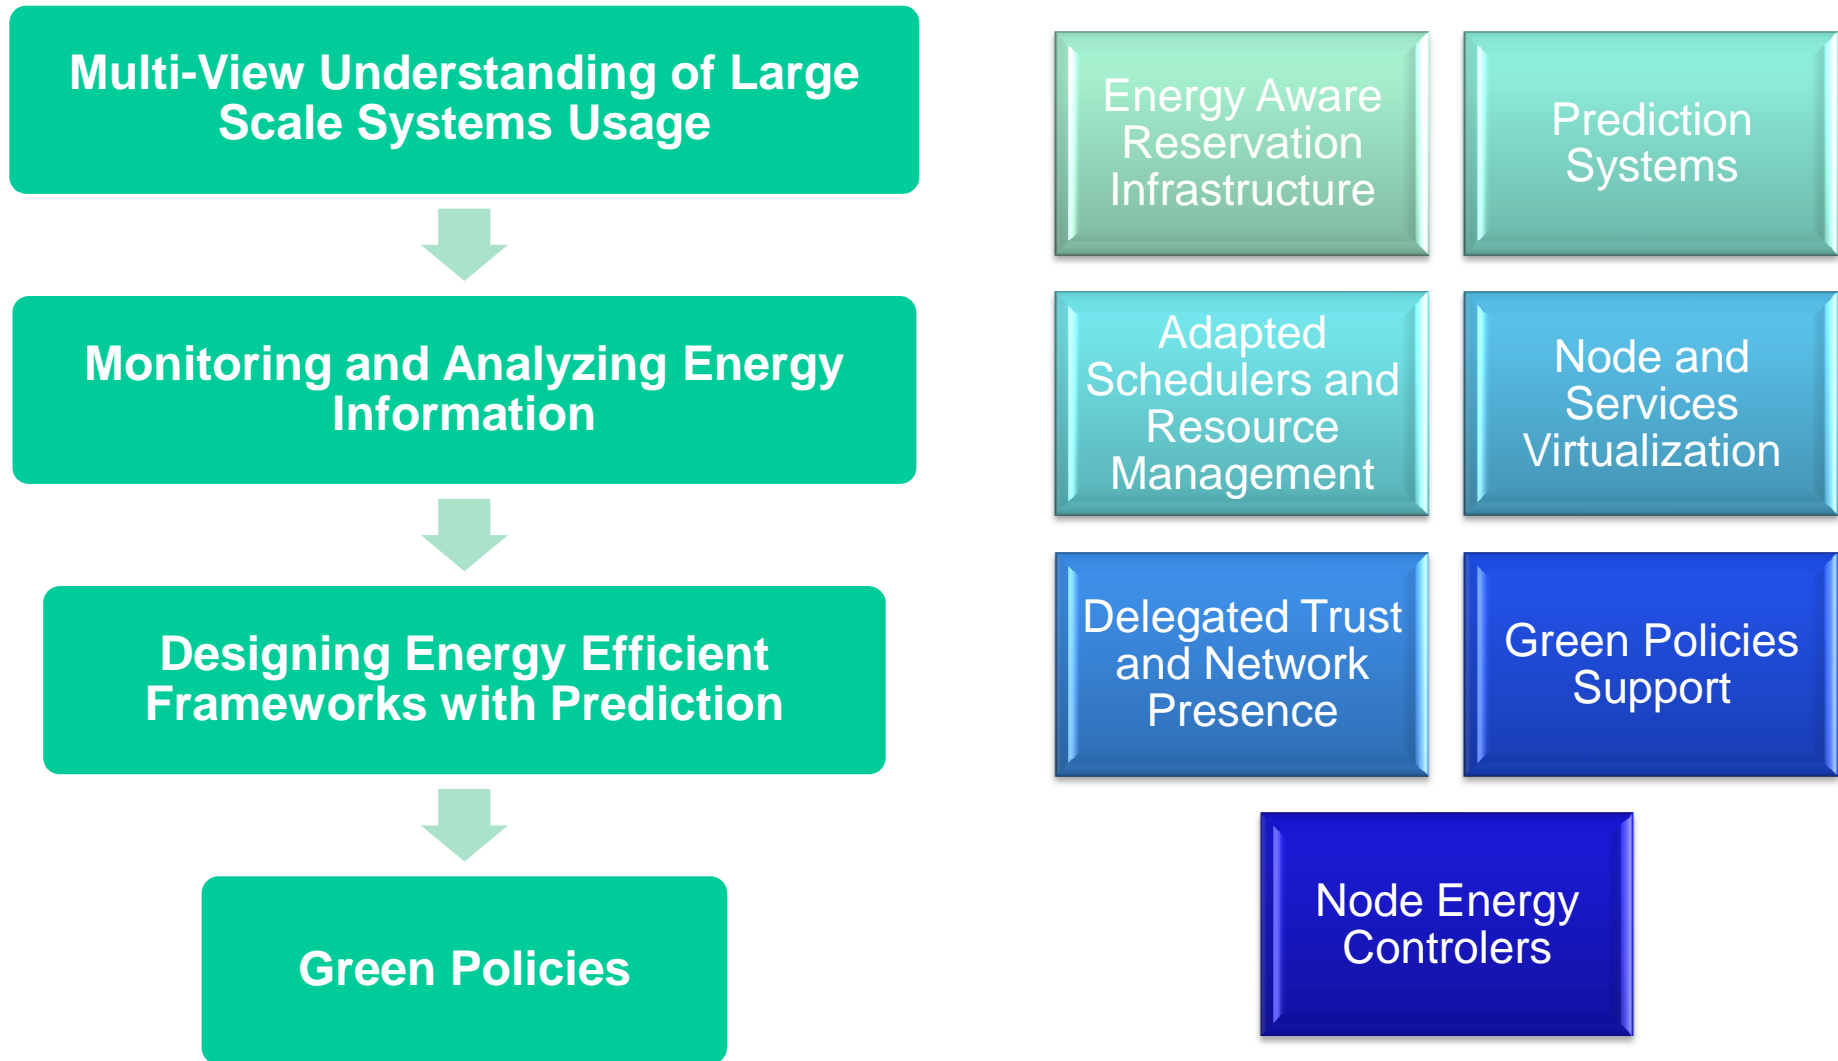 Multi-View Understanding of Large
Scale Systems Usage
Monitoring and Analyzing Energy
Information
Designing Energy Efficient
Frameworks with Prediction
Green Policies
Energy Aware
Reservation
Infrastructure
Prediction
Systems
Adapted
Schedulers and
Resource
Management
Node and
Services
Virtualization
Delegated Trust
and Network
Presence
Green Policies
Support
Node Energy
Controlers